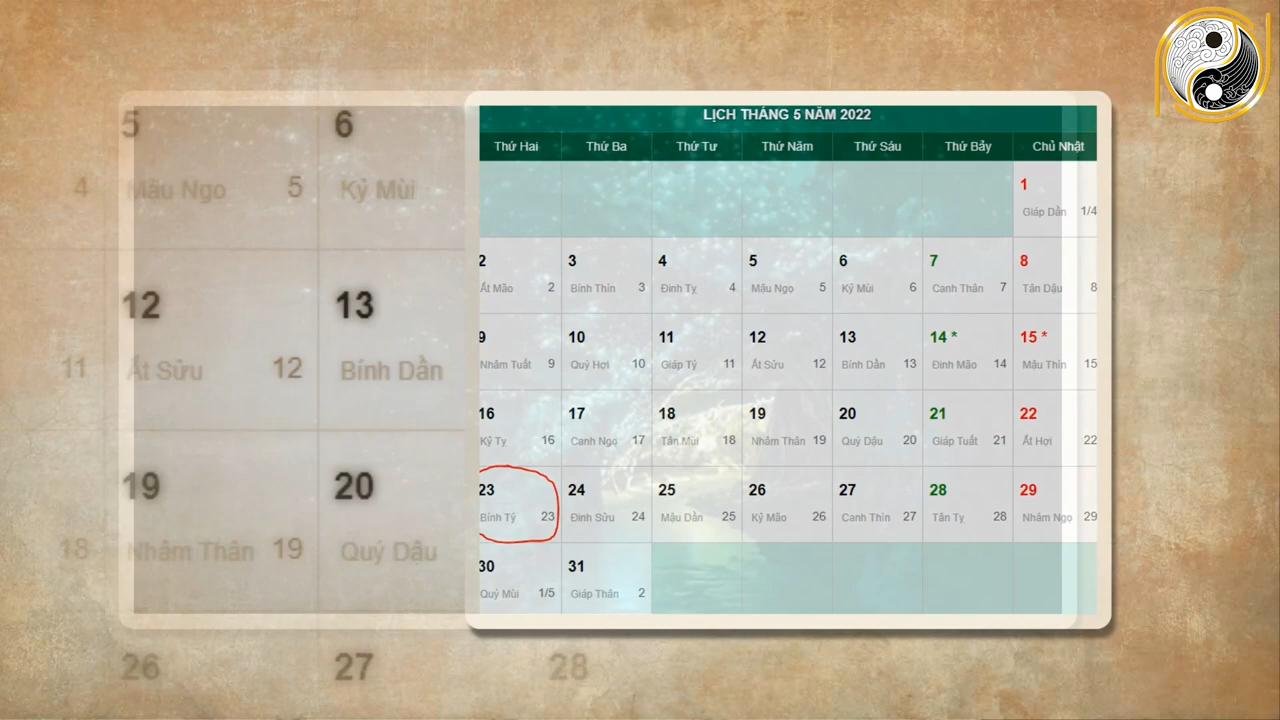 LỊCH THÁNG 5 NĂM 2022
Thứ Hai Thứ Ba Thứ Tư Thứ Năm Thứ Sáu Thứ Bảy Chủ Nhật
1
Giáp Dần 1/4
2 3 4 5 6 7 8
Ất Mão 2 Bính Thìn 3 Đinh Tỵ 4 Mậu Ngọ 5 Kỷ Mùi 6 Canh Thân 7 Tân Dậu 8
9 10 11 12 13 14 * 15 *
Nhâm Tuất 9 Quý Hợi 10 Giáp Tý 11 Ất Sửu 12 Bính Dần 13 Đinh Mão 14 Mậu Thìn 15
16 17 18 19 20 21 22
Kỷ Tỵ 16 Canh Ngọ 17 Tân Mùi 18 Nhâm Thân 19 Quý Dậu 20 Giáp Tuất 21 Ất Hợi 22
23 24 25 26 27 28 29
Bính Tý 23 Đinh Sửu 24 Mậu Dần 25 Kỷ Mão 26 Canh Thìn 27 Tân Tỵ 28 Nhâm Ngọ 29
30 31
Quý Mùi 1/5 Giáp Thân 2
5 6
4 Mậu Ngọ 5 Kỷ Mùi
12 13
11 Ất Sửu 12 Bính Dần
19 20
18 Nhâm Thân 19 Quý Dậu
26 27 28